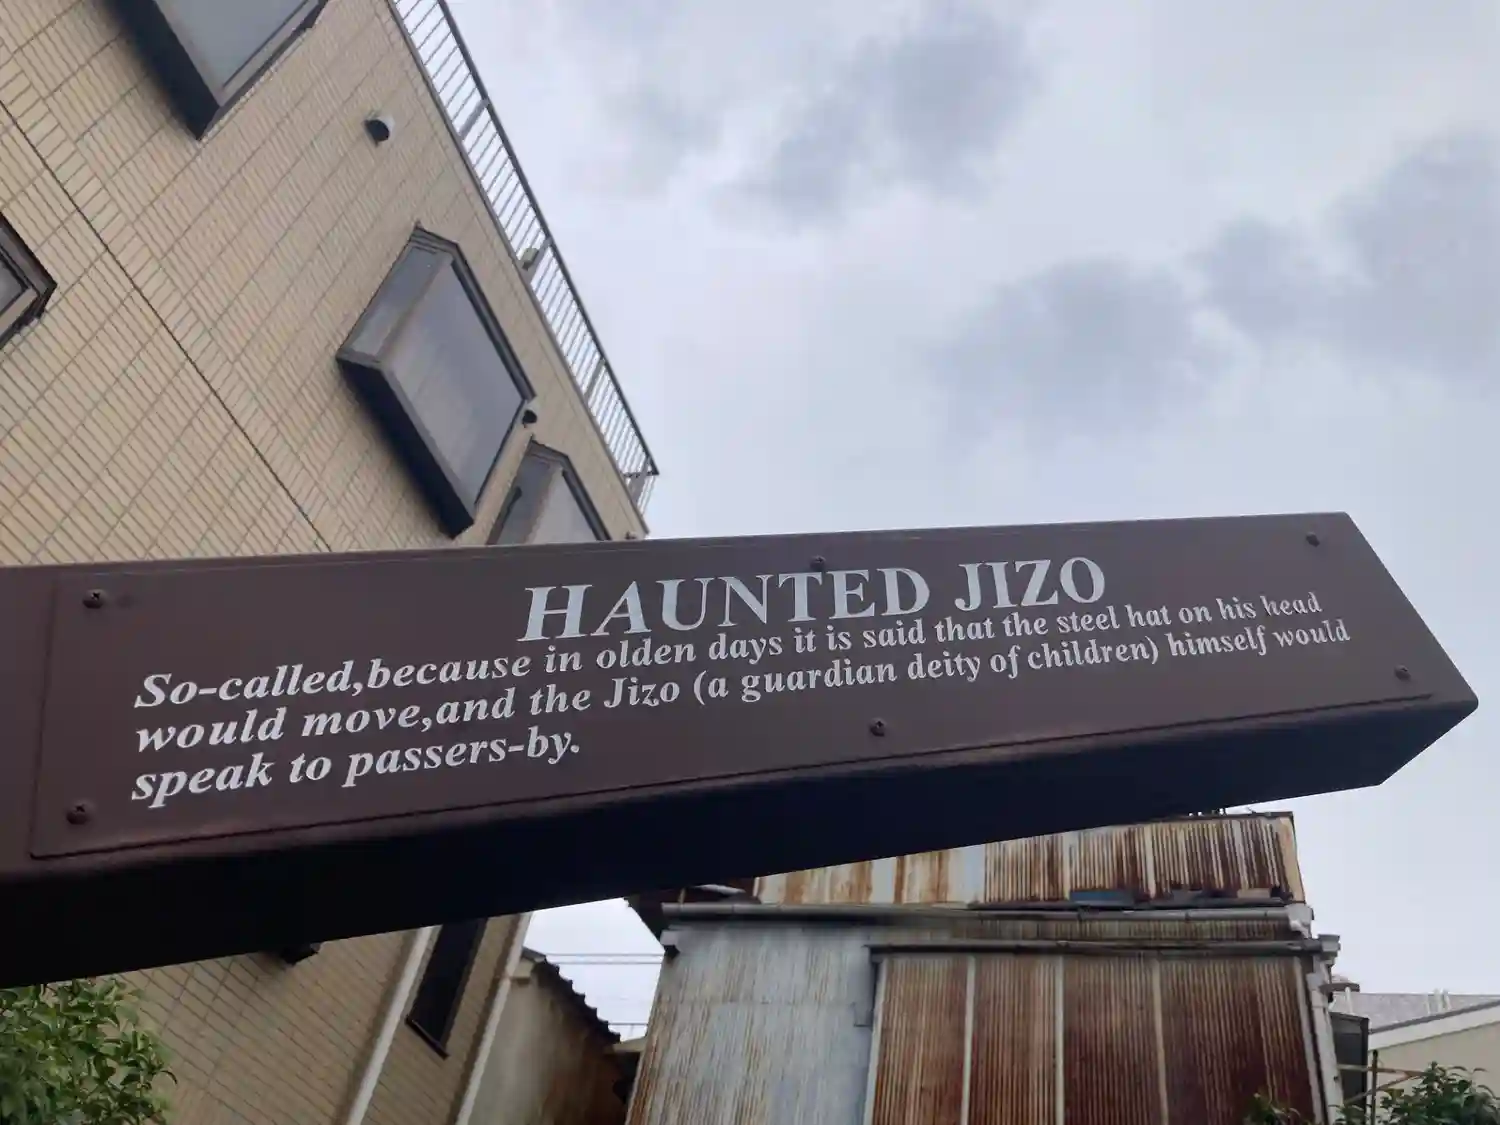 HAUNTED JIZO
So-called,because in olden days it is said that the steel hat on his head
would move,and the Jizo (a guardian deity of children) himself would
speak to passers-by.